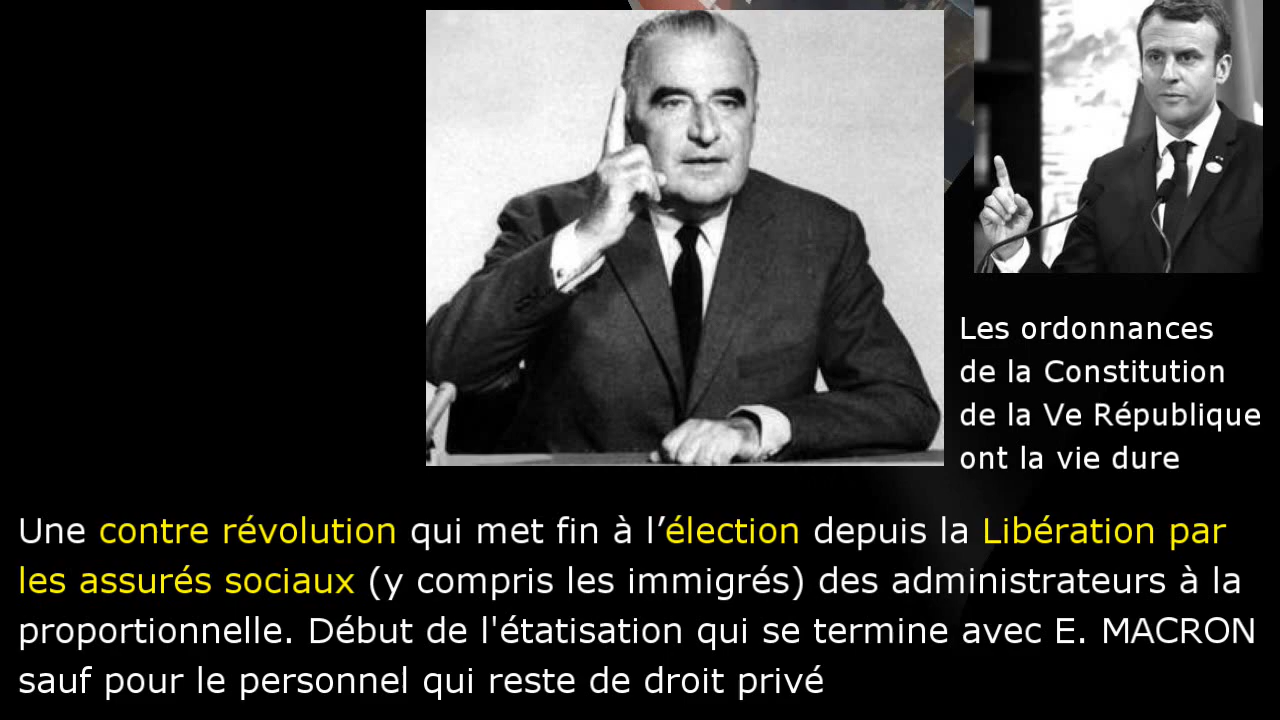 Les ordonnances
de la Constitution
de la Ve République
ont la vie dure
Une contre révolution qui met fin à l’élection depuis la Libération par
les assurés sociaux (y compris les immigrés) des administrateurs à la
proportionnelle. Début de l'étatisation qui se termine avec E. MACRON
sauf pour le personnel qui reste de droit privé